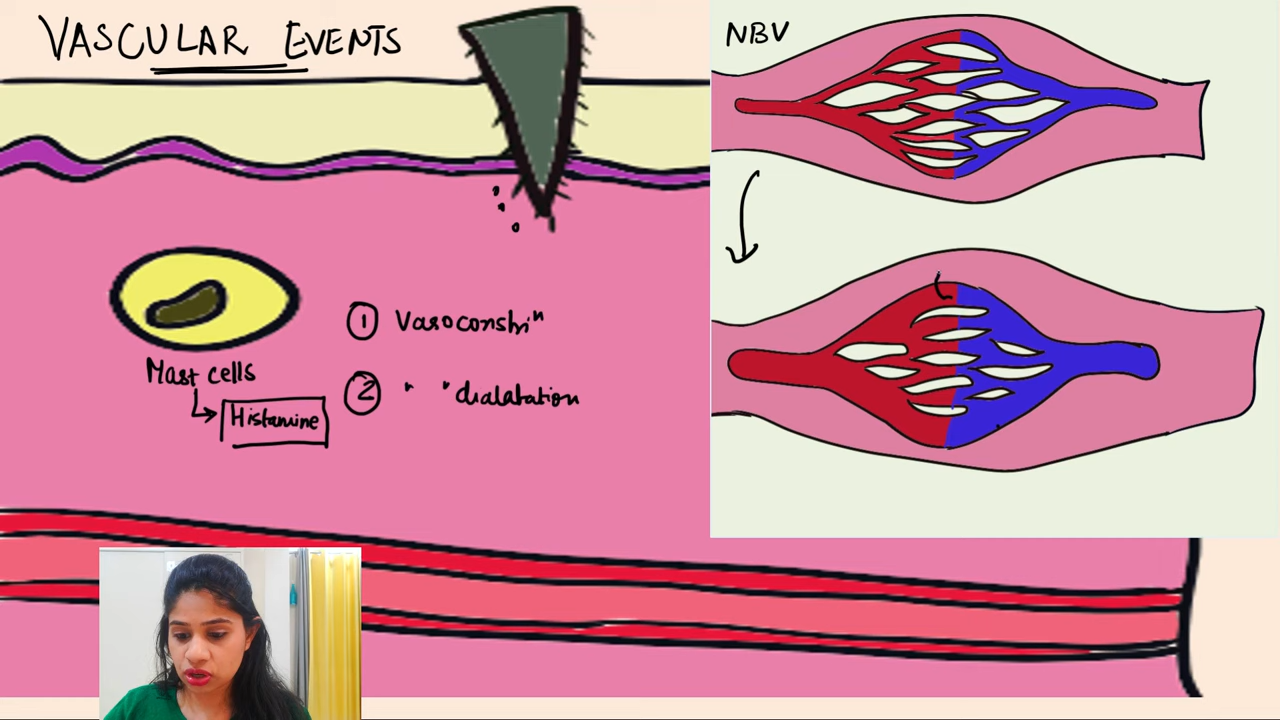 VASCULAR EVENTS
NBV
Mast cells
Histamine
① Vasoconstriⁿ
② " " dialatation